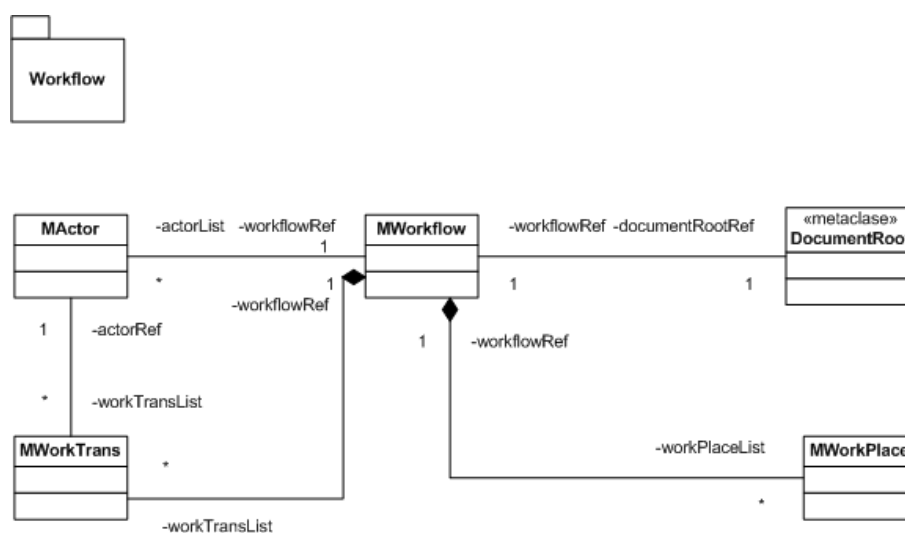 Workflow
MActor
-actorList
-workflowRef
MWorkflow
-workflowRef
-documentRootRef
«metaclase»
DocumentRoot
1
*
1
1
1
-workflowRef
1
-actorRef
1
-workflowRef
*
-workTransList
MWorkTrans
*
-workPlaceList
MWorkPlace
*
-workTransList